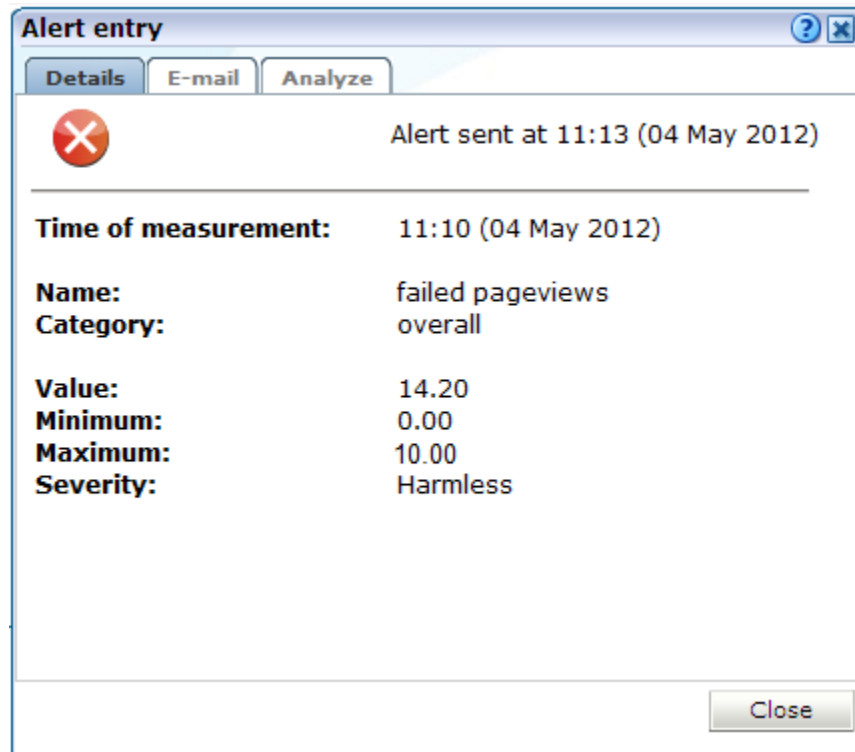 Alert entry
Details E-mail Analyze
Alert sent at 11:13 (04 May 2012)
Time of measurement: 11:10 (04 May 2012)
Name: failed pageviews
Category: overall
Value: 14.20
Minimum: 0.00
Maximum: 10.00
Severity: Harmless
Close